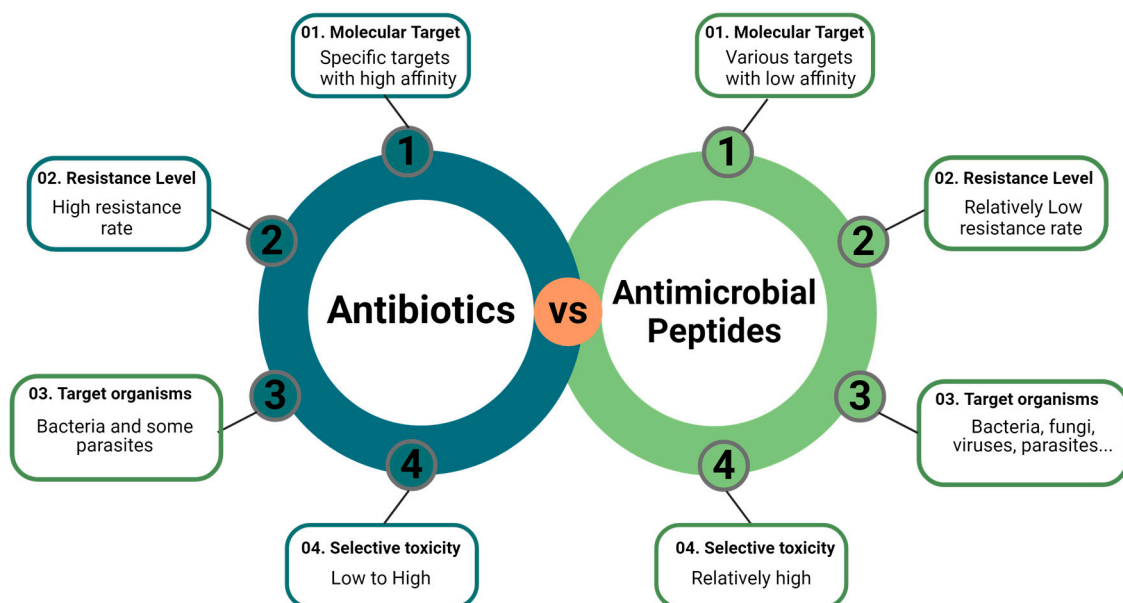 01. Molecular Target
Specific targets
with high affinity
1
02. Resistance Level
High resistance
rate
2
Antibiotics
3
03. Target organisms
Bacteria and some
parasites
4
04. Selective toxicity
Low to High
vs
01. Molecular Target
Various targets
with low affinity
1
02. Resistance Level
Relatively Low
resistance rate
2
Antimicrobial
Peptides
3
03. Target organisms
Bacteria, fungi,
viruses, parasites...
4
04. Selective toxicity
Relatively high